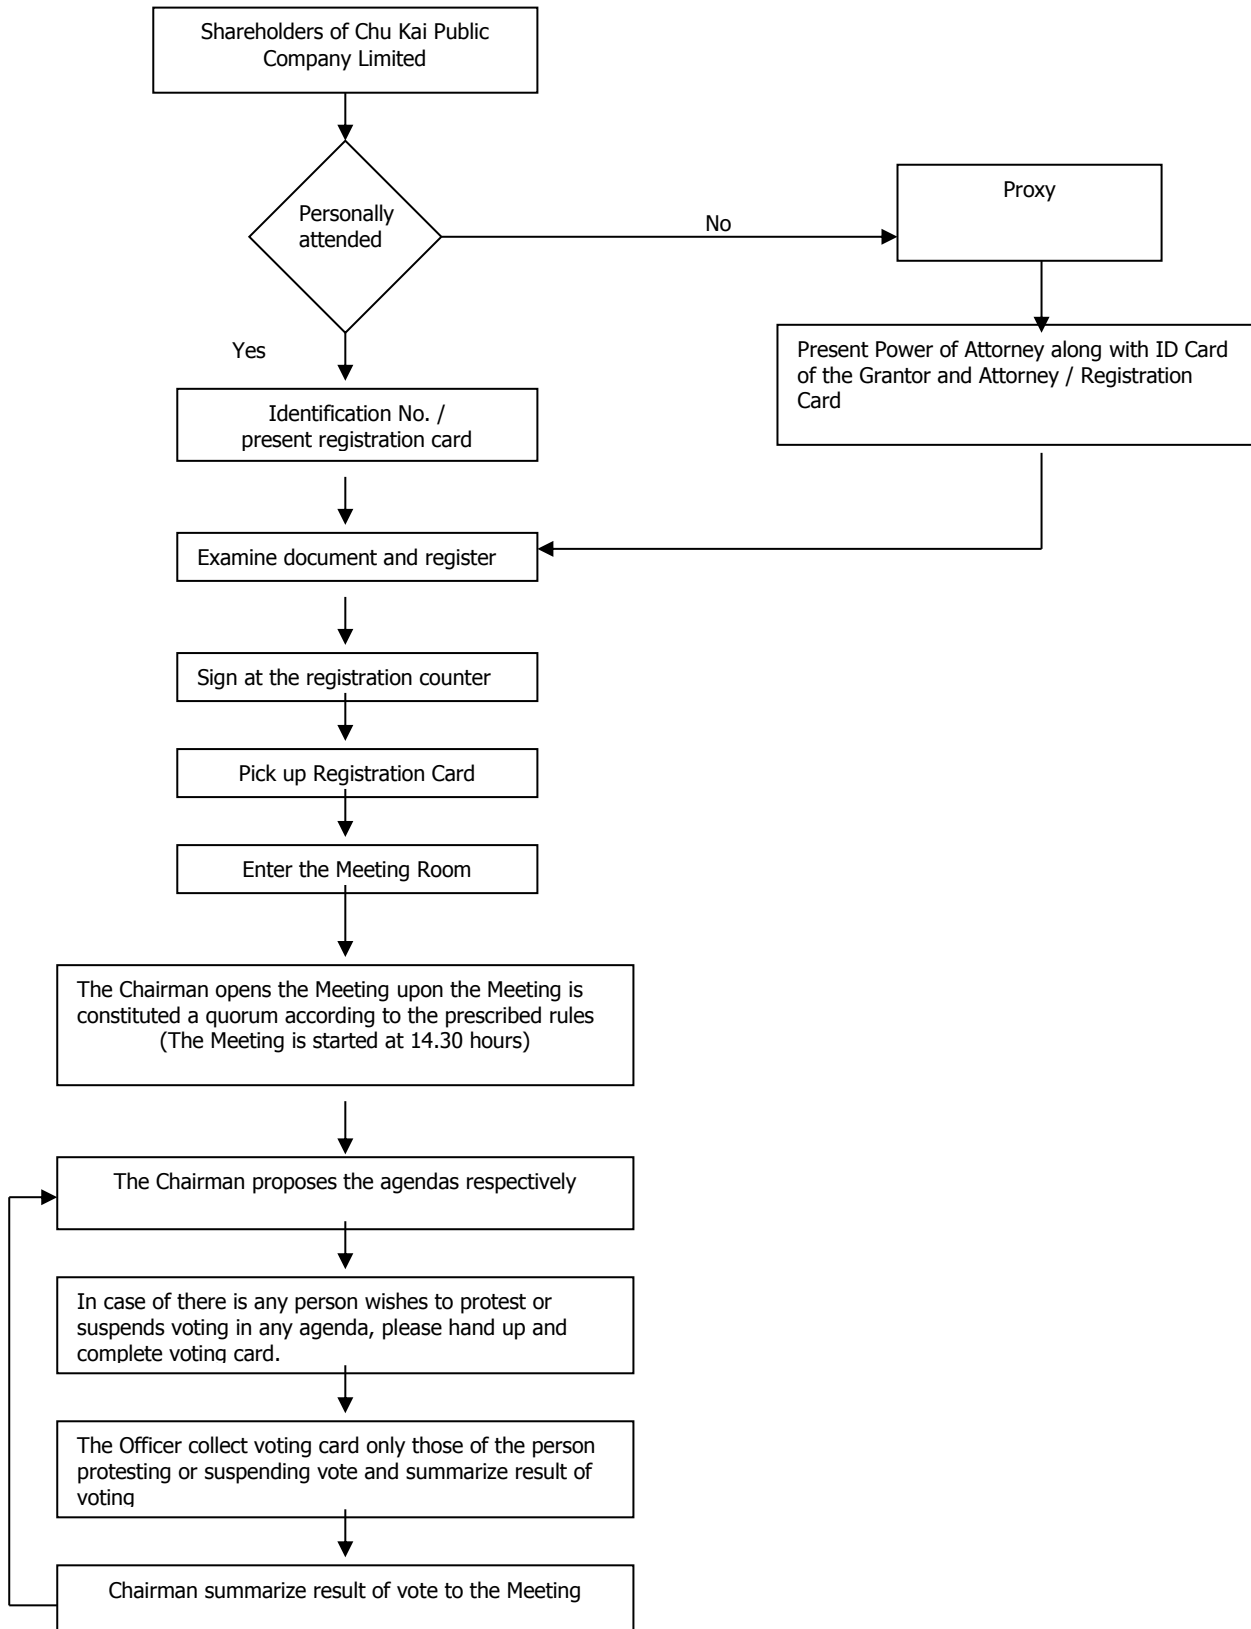 Shareholders of Chu Kai Public
Company Limited
Personally
attended
No
Proxy
Yes
Present Power of Attorney along with ID Card
of the Grantor and Attorney / Registration
Card
Identification No. /
present registration card
Examine document and register
Sign at the registration counter
Pick up Registration Card
Enter the Meeting Room
The Chairman opens the Meeting upon the Meeting is
constituted a quorum according to the prescribed rules
(The Meeting is started at 14.30 hours)
The Chairman proposes the agendas respectively
In case of there is any person wishes to protest or
suspends voting in any agenda, please hand up and
complete voting card.
The Officer collect voting card only those of the person
protesting or suspending vote and summarize result of
voting
Chairman summarize result of vote to the Meeting